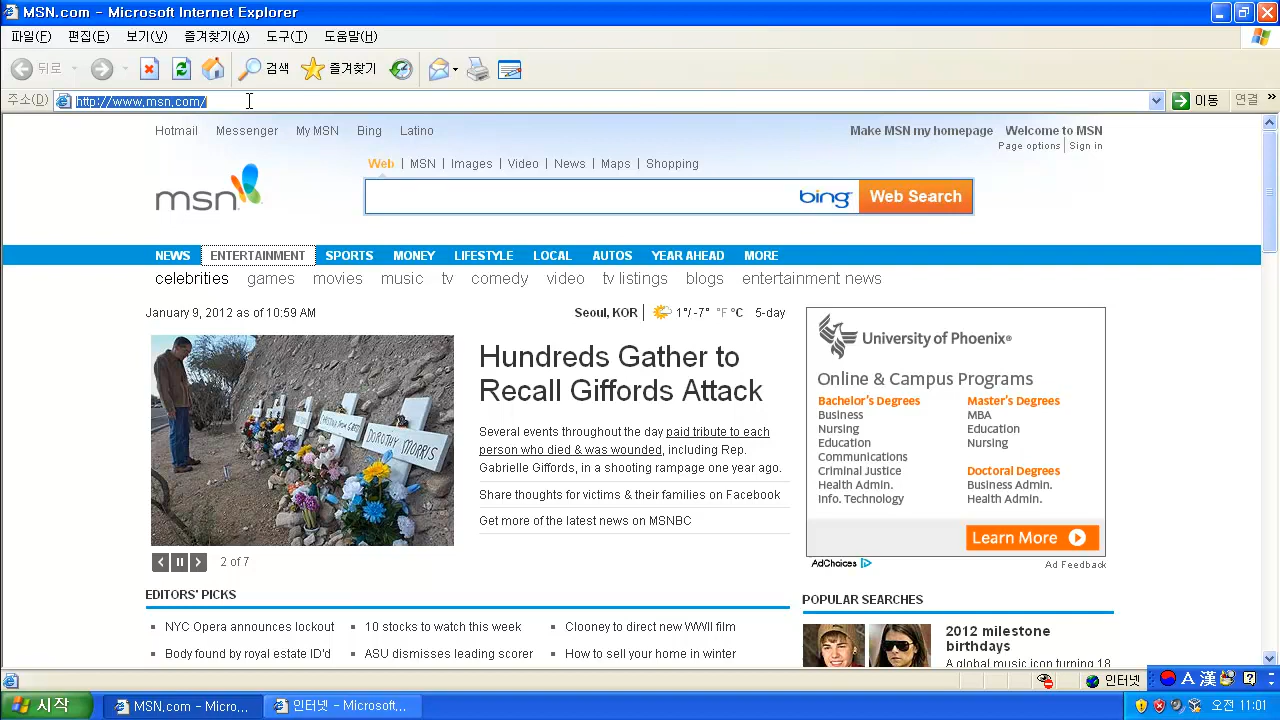 MSN.com - Microsoft Internet Explorer
파일(F) 편집(E) 보기(V) 즐겨찾기(A) 도구(T) 도움말(H)
뒤로 검색 즐겨찾기
주소(D) http://www.msn.com/ 이동 연결 »
Hotmail Messenger My MSN Bing Latino Make MSN my homepage Welcome to MSN
Page options Sign in
Web MSN Images Video News Maps Shopping
msn bing Web Search
NEWS ENTERTAINMENT SPORTS MONEY LIFESTYLE LOCAL AUTOS YEAR AHEAD MORE
celebrities games movies music tv comedy video tv listings blogs entertainment news
January 9, 2012 as of 10:59 AM Seoul, KOR 1°/-7° °F °C 5-day
Hundreds Gather to
Recall Giffords Attack
Several events throughout the day paid tribute to each
person who died & was wounded, including Rep.
Gabrielle Giffords, in a shooting rampage one year ago.
Share thoughts for victims & their families on Facebook
Get more of the latest news on MSNBC
DOROTHY MORRIS
2 of 7
University of Phoenix®
Online & Campus Programs
Bachelor's Degrees
Business
Nursing
Education
Communications
Criminal Justice
Health Admin.
Info. Technology
Master's Degrees
MBA
Education
Nursing
Doctoral Degrees
Business Admin.
Health Admin.
Learn More
AdChoices Ad Feedback
EDITORS' PICKS
NYC Opera announces lockout 10 stocks to watch this week Clooney to direct new WWII film
Body found by royal estate ID'd ASU dismisses leading scorer How to sell your home in winter
POPULAR SEARCHES
2012 milestone
birthdays
A global music icon turning 18
인터넷 A 漢
시작 MSN.com - Micro... 인터넷 - Microsoft,... 오전 11:01